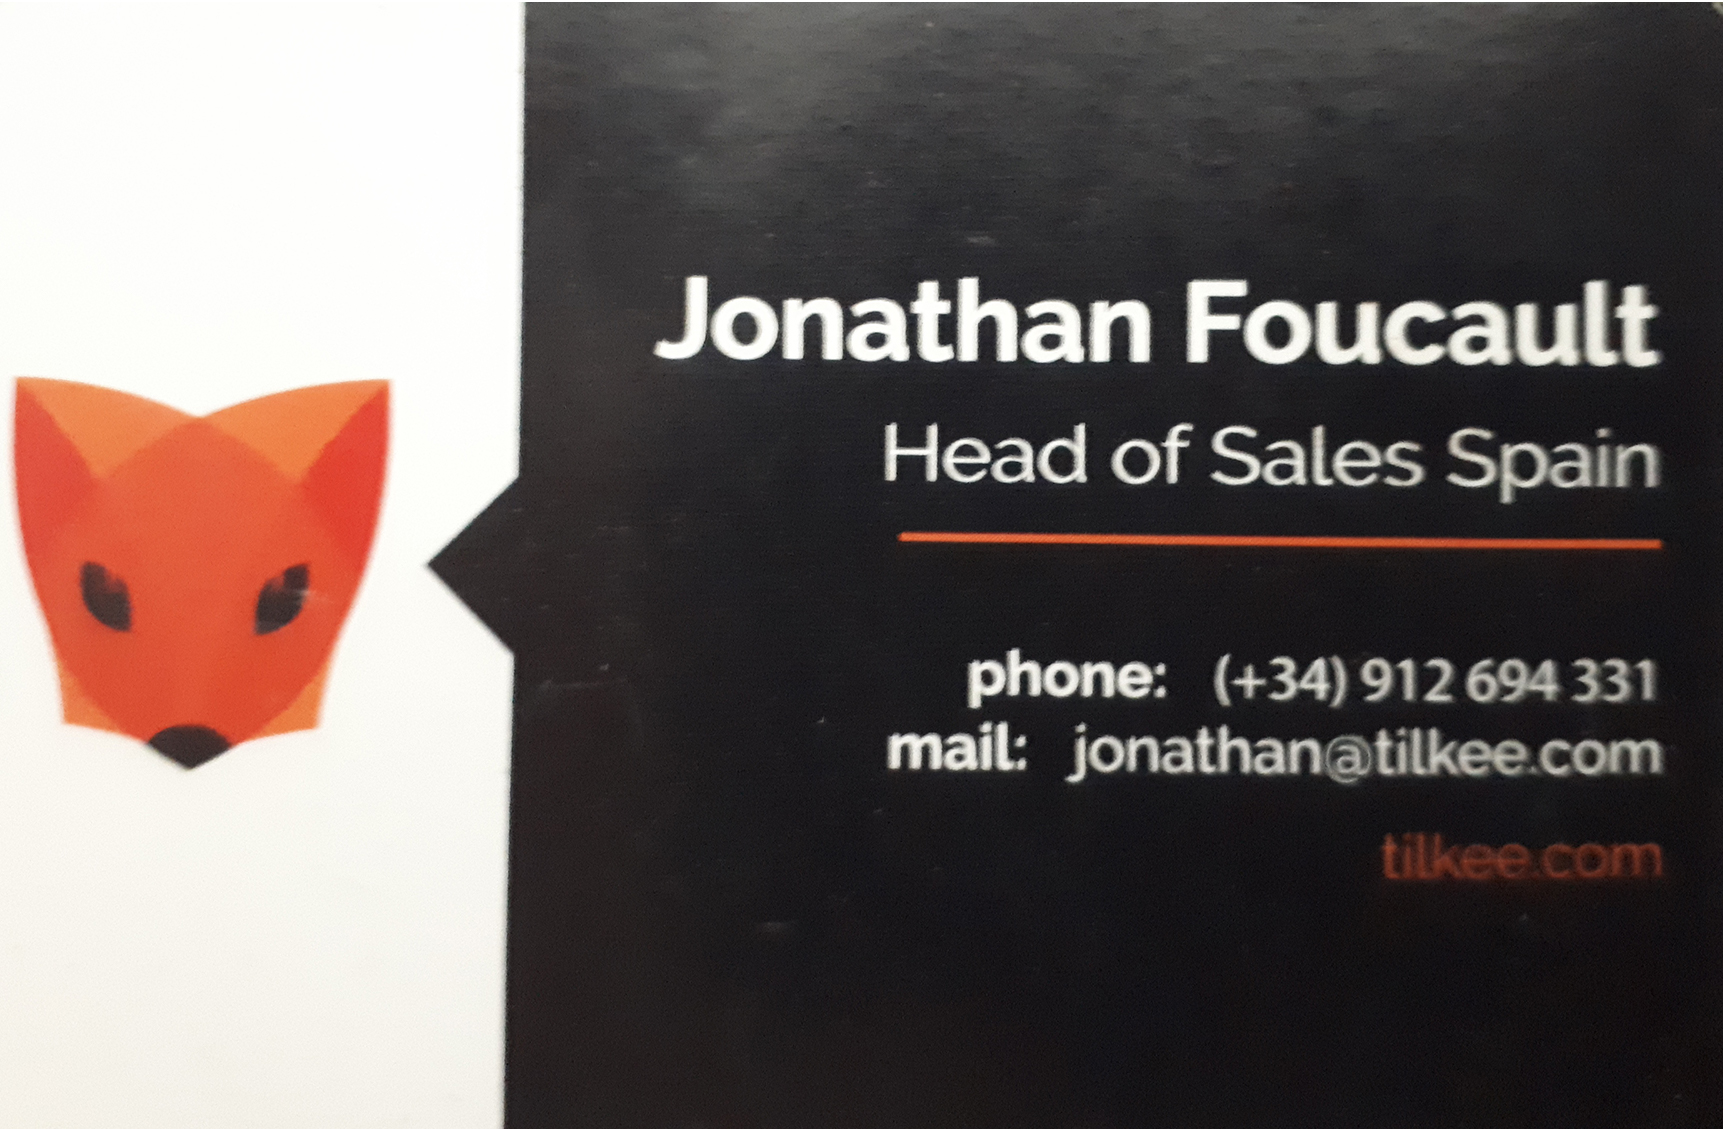 Jonathan Foucault
Head of Sales Spain
phone: (+34) 912 694 331
mail: jonathan@tilkee.com
tilkee.com